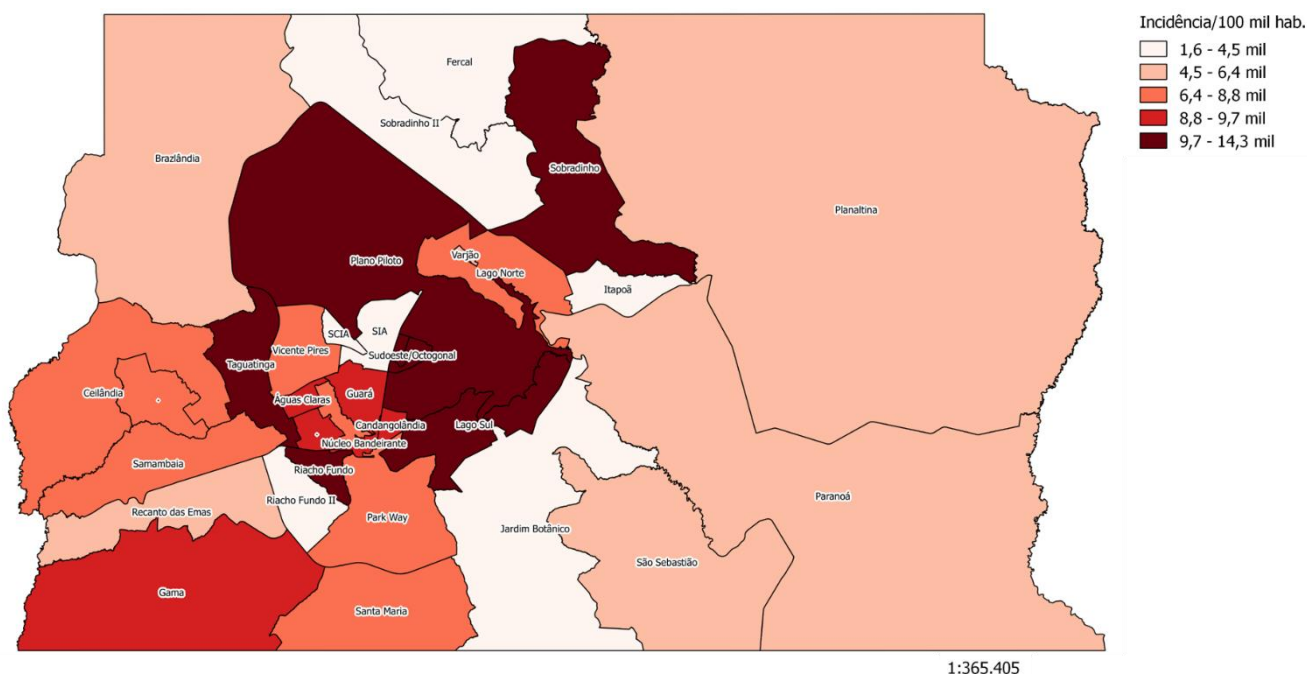 Incidência/100 mil hab.
1,6 - 4,5 mil
4,5 - 6,4 mil
6,4 - 8,8 mil
8,8 - 9,7 mil
9,7 - 14,3 mil
Fercal
Sobradinho II
Brazlândia
Sobradinho
Planaltina
Varjão
Plano Piloto
Lago Norte
Itapoã
SCIA
SIA
Vicente Pires
Sudoeste/Octogonal
Taguatinga
Ceilândia
Águas Claras
Guará
Candangolândia
Lago Sul
Núcleo Bandeirante
Samambaia
Riacho Fundo
Riacho Fundo II
Paranoá
Recanto das Emas
Park Way
Jardim Botânico
São Sebastião
Gama
Santa Maria
1:365.405